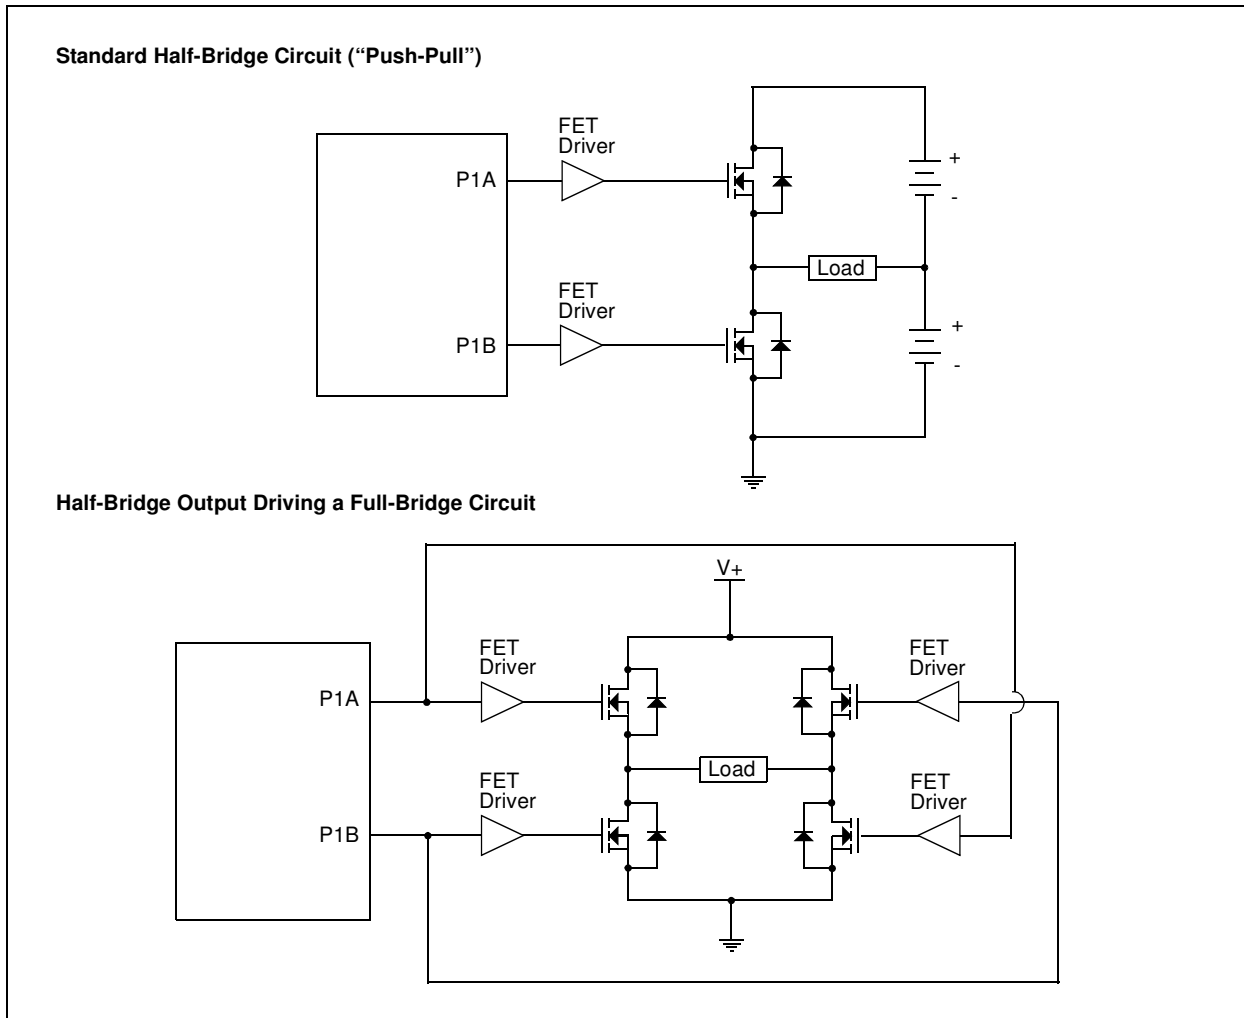 Standard Half-Bridge Circuit (“Push-Pull”)
FET
Driver
P1A
+
-
Load
FET
Driver
P1B
+
-
Half-Bridge Output Driving a Full-Bridge Circuit
V+
FET
Driver
FET
Driver
P1A
Load
FET
Driver
FET
Driver
P1B